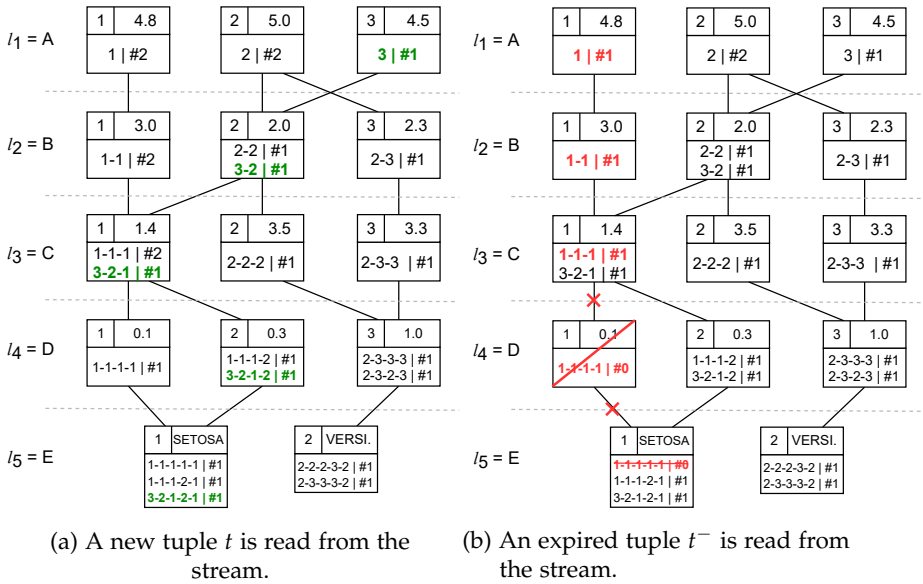 1 4.8 2 5.0 3 4.5
l1 = A 1 | #2 2 | #2 3 | #1
1 3.0 2 2.0 3 2.3
l2 = B 1-1 | #2 2-2 | #1 2-3 | #1
3-2 | #1
1 1.4 2 3.5 3 3.3
l3 = C 1-1-1 | #2 2-2-2 | #1 2-3-3 | #1
3-2-1 | #1
1 0.1 2 0.3 3 1.0
l4 = D 1-1-1-1 | #1 1-1-1-2 | #1 2-3-3-3 | #1
3-2-1-2 | #1 2-3-2-3 | #1
1 SETOSA 2 VERSI.
l5 = E 1-1-1-1-1 | #1 2-2-2-3-2 | #1
1-1-1-2-1 | #1 2-3-3-3-2 | #1
3-2-1-2-1 | #1
(a) A new tuple t is read from the
stream.
1 4.8 2 5.0 3 4.5
l1 = A 1 | #1 2 | #2 3 | #1
1 3.0 2 2.0 3 2.3
l2 = B 1-1 | #1 2-2 | #1 2-3 | #1
3-2 | #1
1 1.4 2 3.5 3 3.3
l3 = C 1-1-1 | #1 2-2-2 | #1 2-3-3 | #1
3-2-1 | #1
1 0.1 2 0.3 3 1.0
l4 = D 1-1-1-1 | #0 1-1-1-2 | #1 2-3-3-3 | #1
3-2-1-2 | #1 2-3-2-3 | #1
1 SETOSA 2 VERSI.
l5 = E 1-1-1-1-1 | #0 2-2-2-3-2 | #1
1-1-1-2-1 | #1 2-3-3-3-2 | #1
3-2-1-2-1 | #1
(b) An expired tuple t− is read from
the stream.